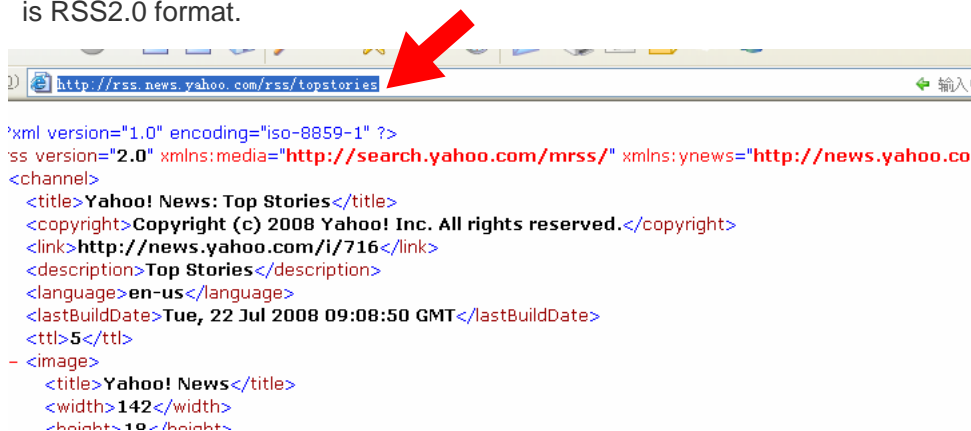 is RSS2.0 format.
http://rss.news.yahoo.com/rss/topstories 输入
?xml version="1.0" encoding="iso-8859-1" ?>
ss version="2.0" xmlns:media="http://search.yahoo.com/mrss/" xmlns:ynews="http://news.yahoo.co
<channel>
<title>Yahoo! News: Top Stories</title>
<copyright>Copyright (c) 2008 Yahoo! Inc. All rights reserved.</copyright>
<link>http://news.yahoo.com/i/716</link>
<description>Top Stories</description>
<language>en-us</language>
<lastBuildDate>Tue, 22 Jul 2008 09:08:50 GMT</lastBuildDate>
<ttl>5</ttl>
– <image>
<title>Yahoo! News</title>
<width>142</width>
<height>18</height>